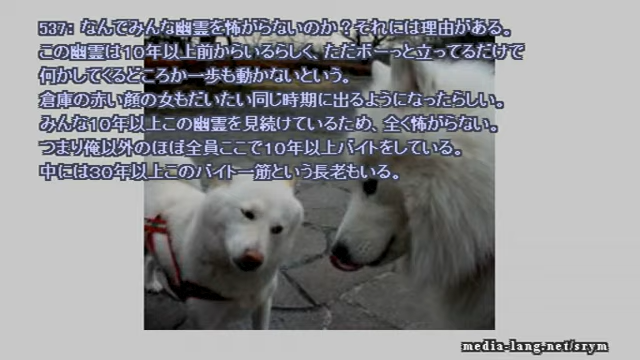 537: なんでみんな幽霊を怖がらないのか？それには理由がある。
この幽霊は１０年以上前からいるらしく、ただボーっと立ってるだけで
何かしてくるどころか一歩も動かないという。
倉庫の赤い顔の女もだいたい同じ時期に出るようになったらしい。
みんな１０年以上この幽霊を見続けているため、全く怖がらない。
つまり俺以外のほぼ全員ここで１０年以上バイトをしている。
中には３０年以上このバイト一筋という長老もいる。
media-lang-net/srym